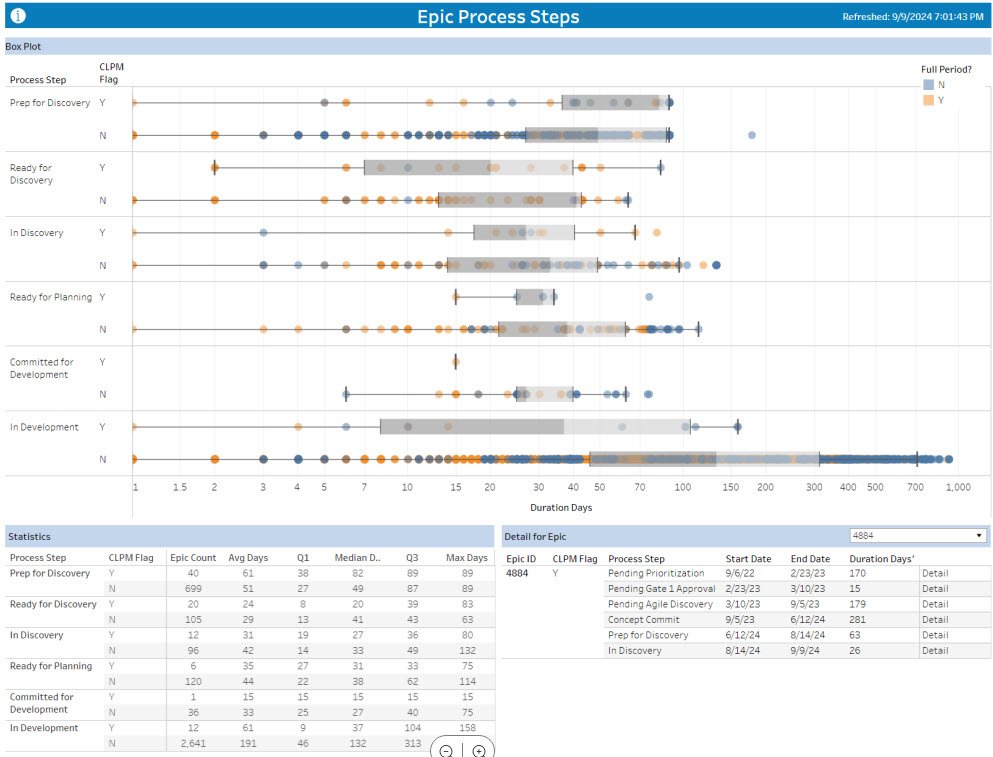 i Epic Process Steps Refreshed: 9/9/2024 7:01:43 PM
Box Plot
Process Step CLPM Flag
Full Period?
N
Y
Prep for Discovery Y
N
Ready for Discovery Y
N
In Discovery Y
N
Ready for Planning Y
N
Committed for Development Y
N
In Development Y
N
1 1.5 2 3 4 5 7 10 15 20 30 40 50 70 100 150 200 300 400 500 700 1,000
Duration Days
Statistics
Process Step CLPM Flag Epic Count Avg Days Q1 Median D.. Q3 Max Days
Prep for Discovery Y 40 61 38 82 89 89
N 699 51 27 49 87 89
Ready for Discovery Y 20 24 8 20 39 83
N 105 29 13 41 43 63
In Discovery Y 12 31 19 27 36 80
N 96 42 14 33 49 132
Ready for Planning Y 6 35 27 31 33 75
N 120 44 22 38 62 114
Committed for Development Y 1 15 15 15 15 15
N 36 33 25 27 40 75
In Development Y 12 61 9 37 104 158
N 2,641 191 46 132 313
Detail for Epic 4884
Epic ID CLPM Flag Process Step Start Date End Date Duration Days'
4884 Y Pending Prioritization 9/6/22 2/23/23 170 Detail
Pending Gate 1 Approval 2/23/23 3/10/23 15 Detail
Pending Agile Discovery 3/10/23 9/5/23 179 Detail
Concept Commit 9/5/23 6/12/24 281 Detail
Prep for Discovery 6/12/24 8/14/24 63 Detail
In Discovery 8/14/24 9/9/24 26 Detail